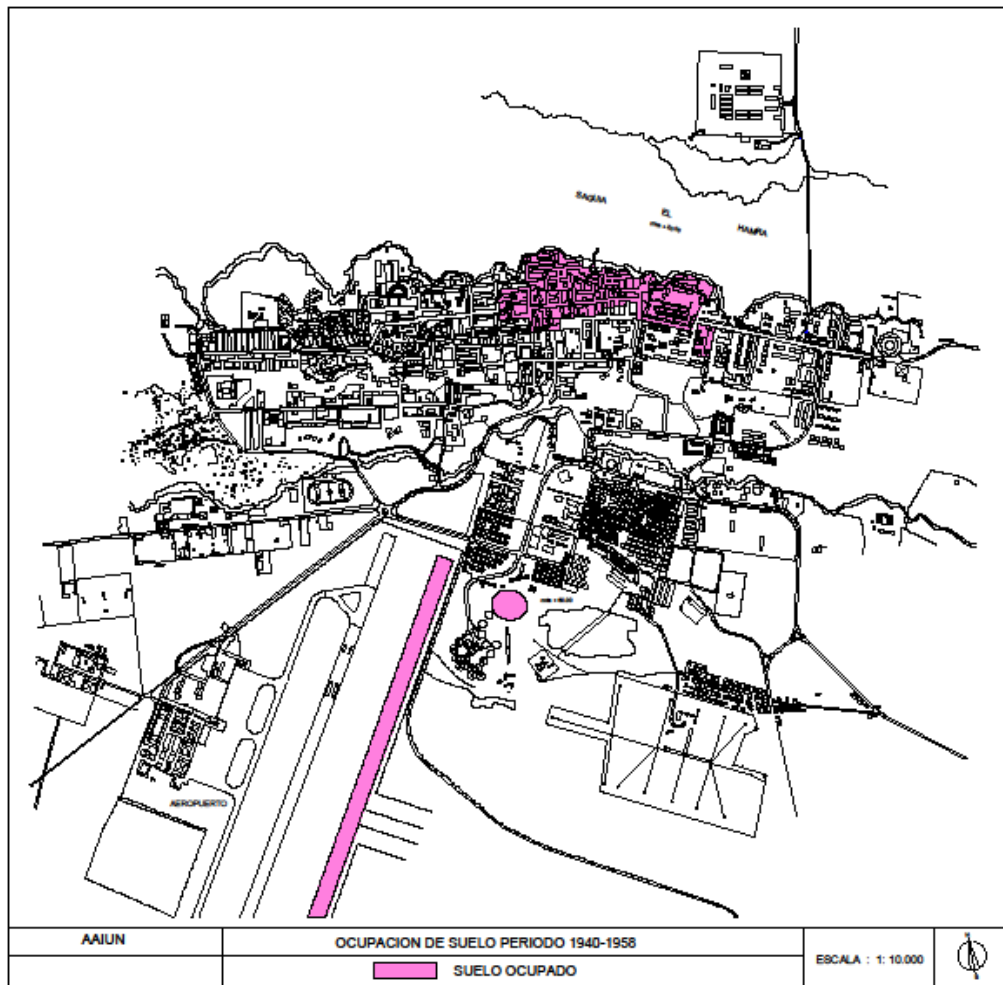 SAGUIA
EL
HAMRA
AEROPUERTO
AAIUN
OCUPACION DE SUELO PERIODO 1940-1958
SUELO OCUPADO
ESCALA : 1: 10.000